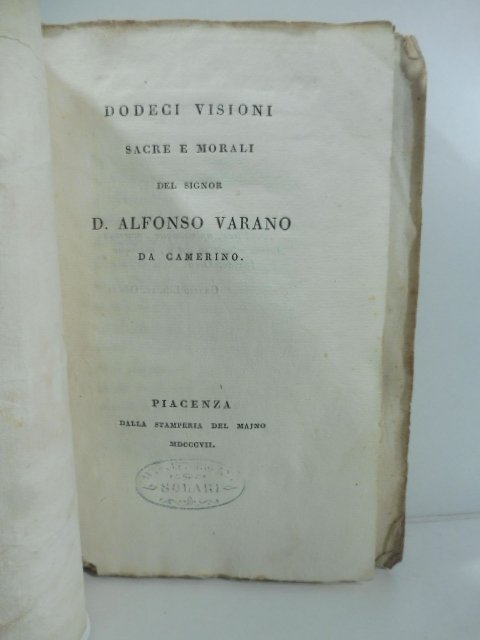 DODECI VISIONI
SACRE E MORALI
DEL SIGNOR
D. ALFONSO VARANO
DA CAMERINO.
PIACENZA
DALLA STAMPERIA DEL MAJNO
MDCCCVII.
SOLARI